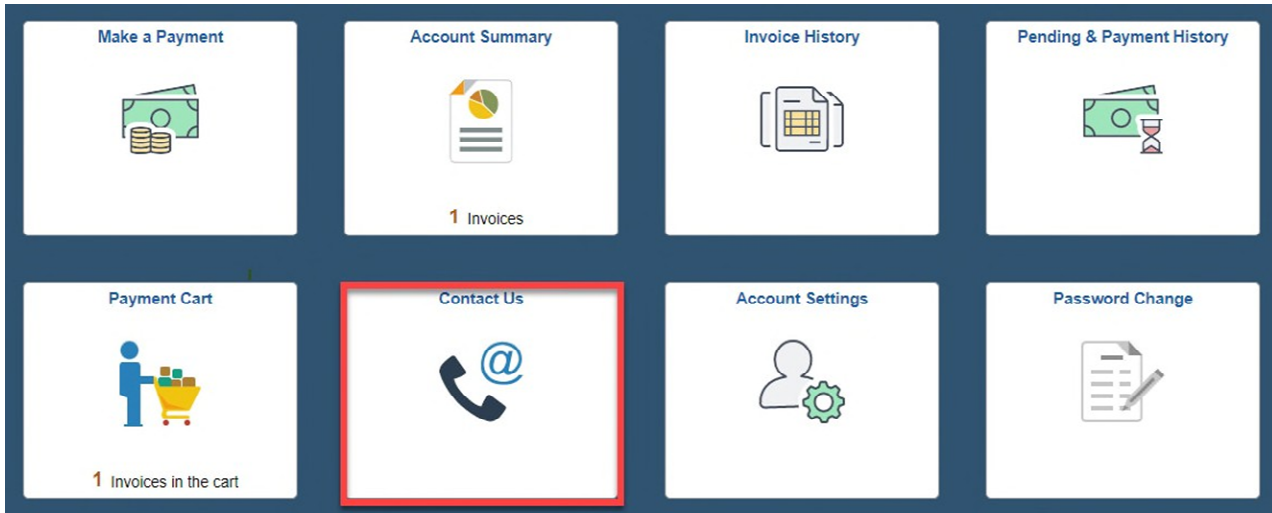 Make a Payment
Account Summary
Invoice History
Pending & Payment History
1 Invoices
Payment Cart
Contact Us
@
Account Settings
Password Change
1 Invoices in the cart